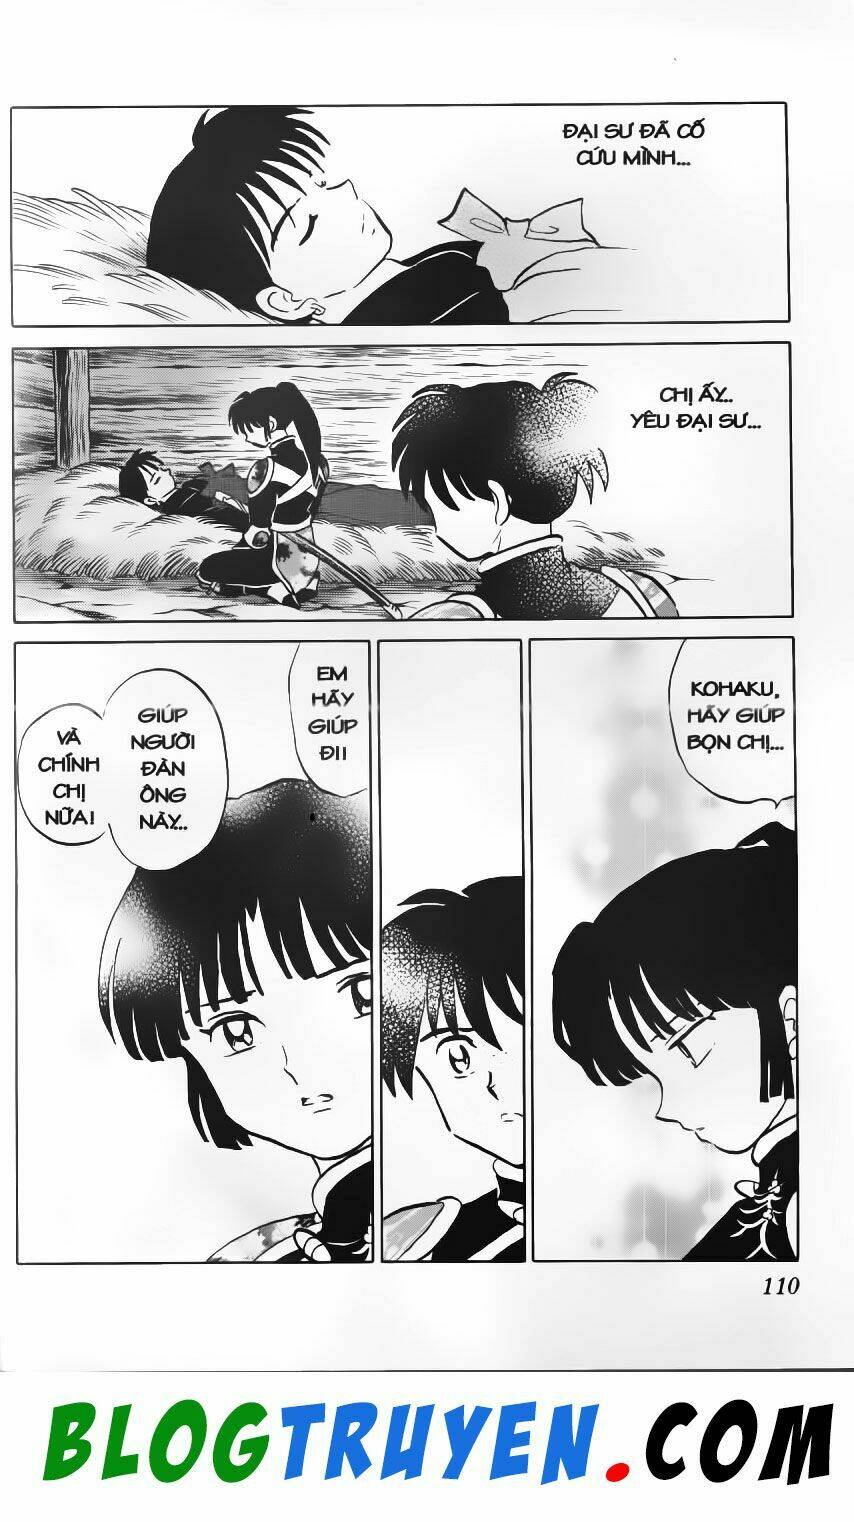 ĐẠI SƯ ĐÃ CỐ
CỨU MÌNH...
CHỊ ẤY..
YÊU ĐẠI SƯ...
KOHAKU,
HÃY GIÚP
BỌN CHỊ...
EM
HÃY
GIÚP
ĐI!
GIÚP
NGƯỜI
ĐÀN
ÔNG
NÀY...
VÀ
CHÍNH
CHỊ
NỮA!
110
BLOGTRUYEN.COM